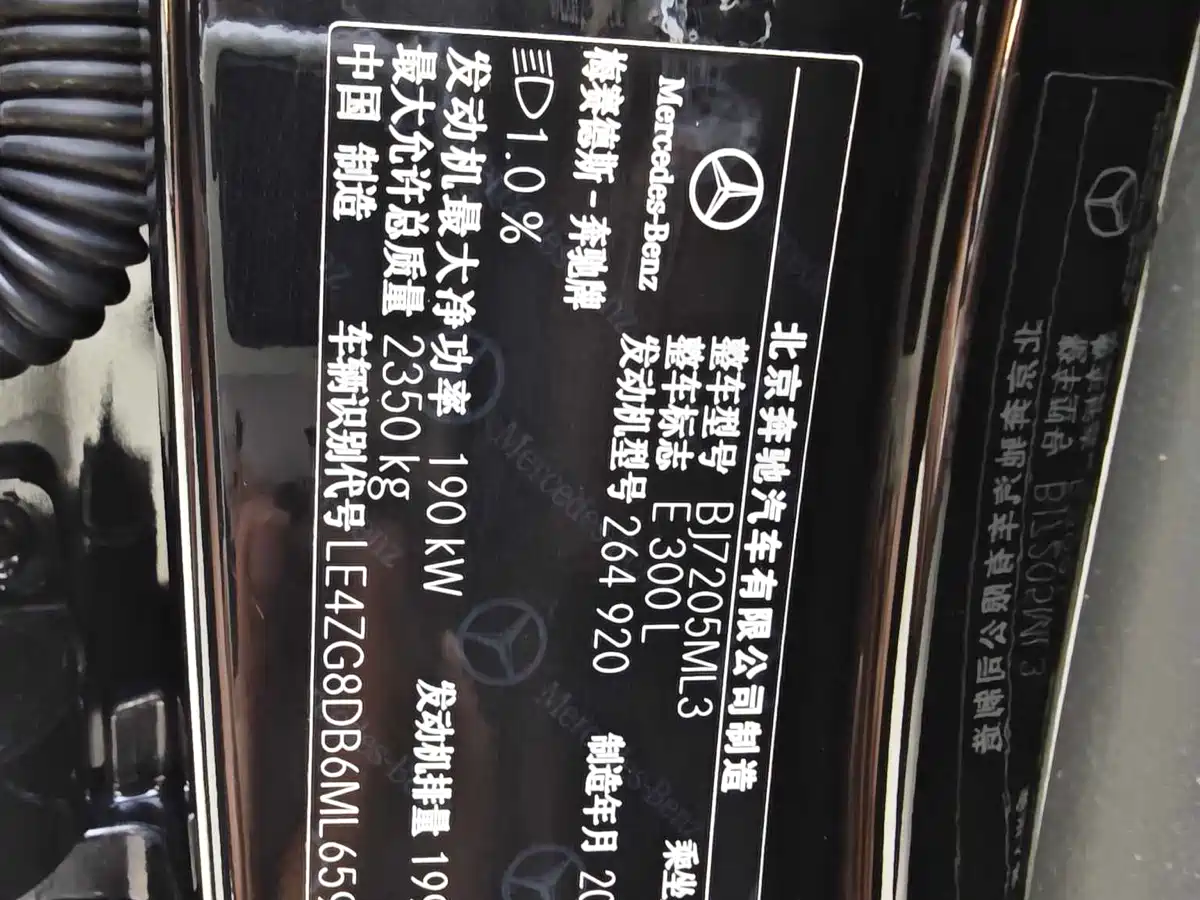 北京奔驰汽车有限公司制造
Mercedes-Benz
整车型号 BJ7205ML3
整车标志 E 300 L
乘坐
梅赛德斯-奔驰牌
发动机型号 264 920
制造年月 20
1.0 %
发动机最大净功率 190 kW
发动机排量 199
最大允许总质量 2350 kg
中国 制造
车辆识别代号 LE4ZG8DB6ML659